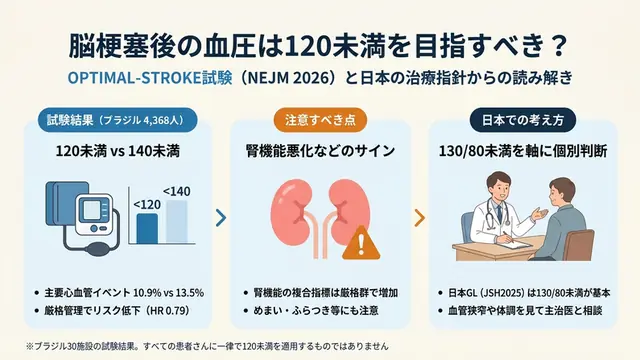 脳梗塞後の血圧は120未満を目指すべき？
OPTIMAL-STROKE試験（NEJM 2026）と日本の治療指針からの読み解き
試験結果（ブラジル 4,368人）
120未満 vs 140未満
<120
<140
● 主要心血管イベント 10.9% vs 13.5%
● 厳格管理でリスク低下（HR 0.79）
注意すべき点
腎機能悪化などのサイン
● 腎機能の複合指標は厳格群で増加
● めまい・ふらつき等にも注意
日本での考え方
130/80未満を軸に個別判断
● 日本GL（JSH2025）は130/80未満が基本
● 血管狭窄や体調を見て主治医と相談
※ブラジル30施設の試験結果。すべての患者さんに一律で120未満を適用するものではありません